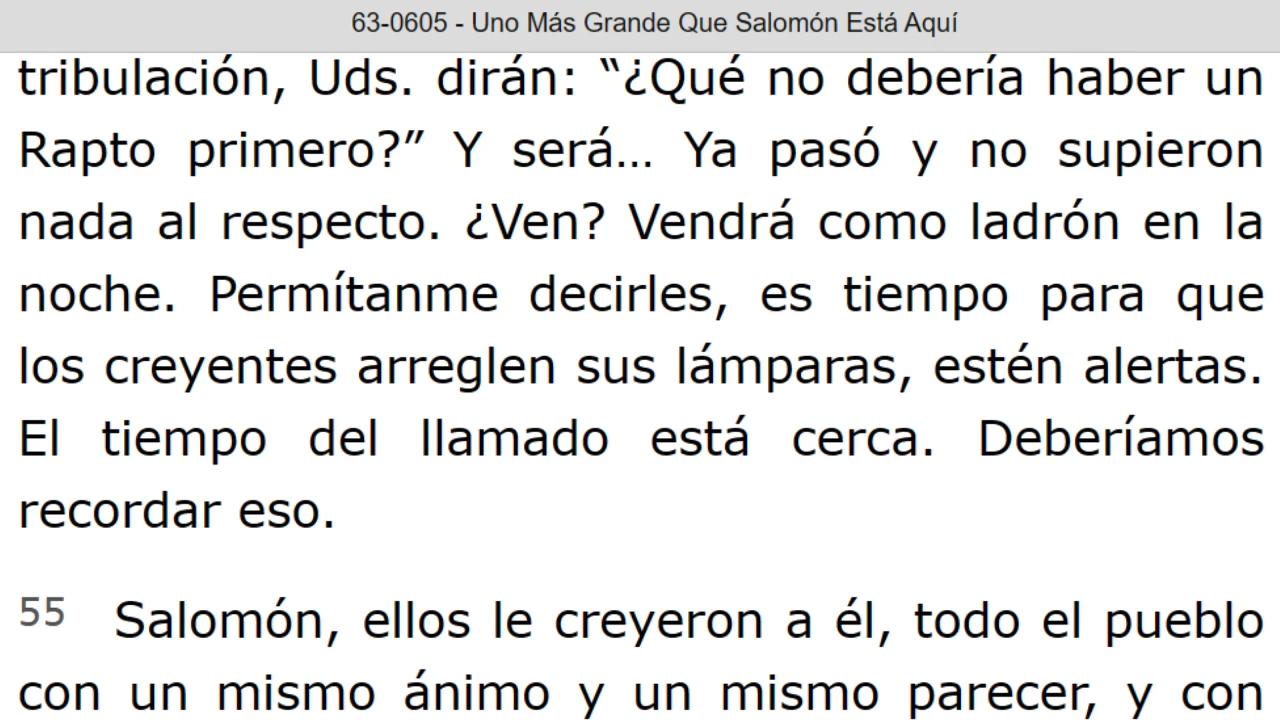 63-0605 - Uno Más Grande Que Salomón Está Aquí
tribulación, Uds. dirán: “¿Qué no debería haber un
Rapto primero?” Y será… Ya pasó y no supieron
nada al respecto. ¿Ven? Vendrá como ladrón en la
noche. Permítanme decirles, es tiempo para que
los creyentes arreglen sus lámparas, estén alertas.
El tiempo del llamado está cerca. Deberíamos
recordar eso.
55 Salomón, ellos le creyeron a él, todo el pueblo
con un mismo ánimo y un mismo parecer, y con